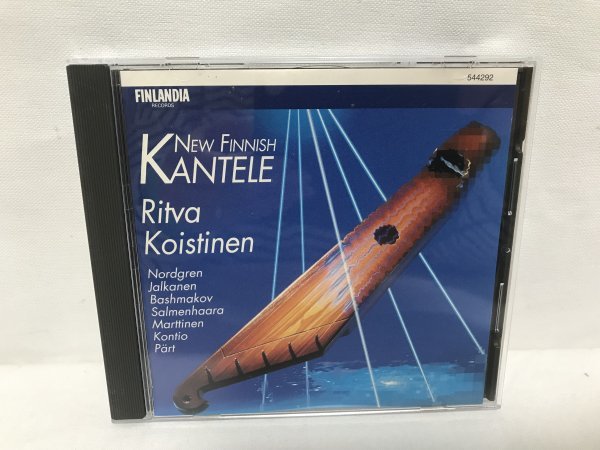 544292
FINLANDIA
RECORDS
NEW FINNISH
KANTELE
Ritva
Koistinen
Nordgren
Jalkanen
Bashmakov
Salmenhaara
Marttinen
Kontio
Pärt